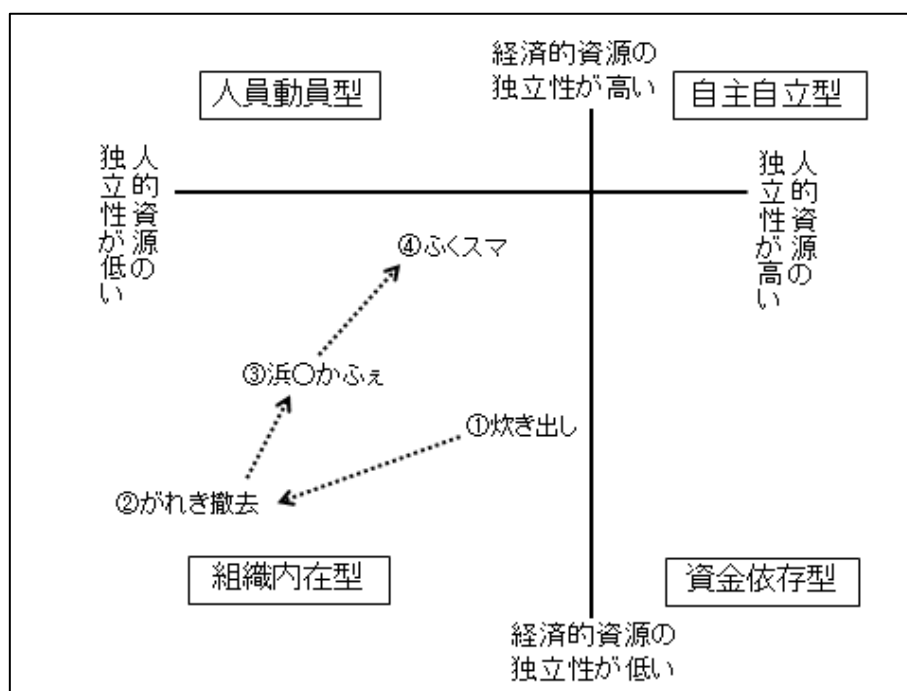 経済的資源の
独立性が高い
人員動員型
自主自立型
人的資源の
独立性が低い
人的資源の
独立性が高い
④ふくスマ
③浜〇かふぇ
①炊き出し
②がれき撤去
組織内在型
資金依存型
経済的資源の
独立性が低い